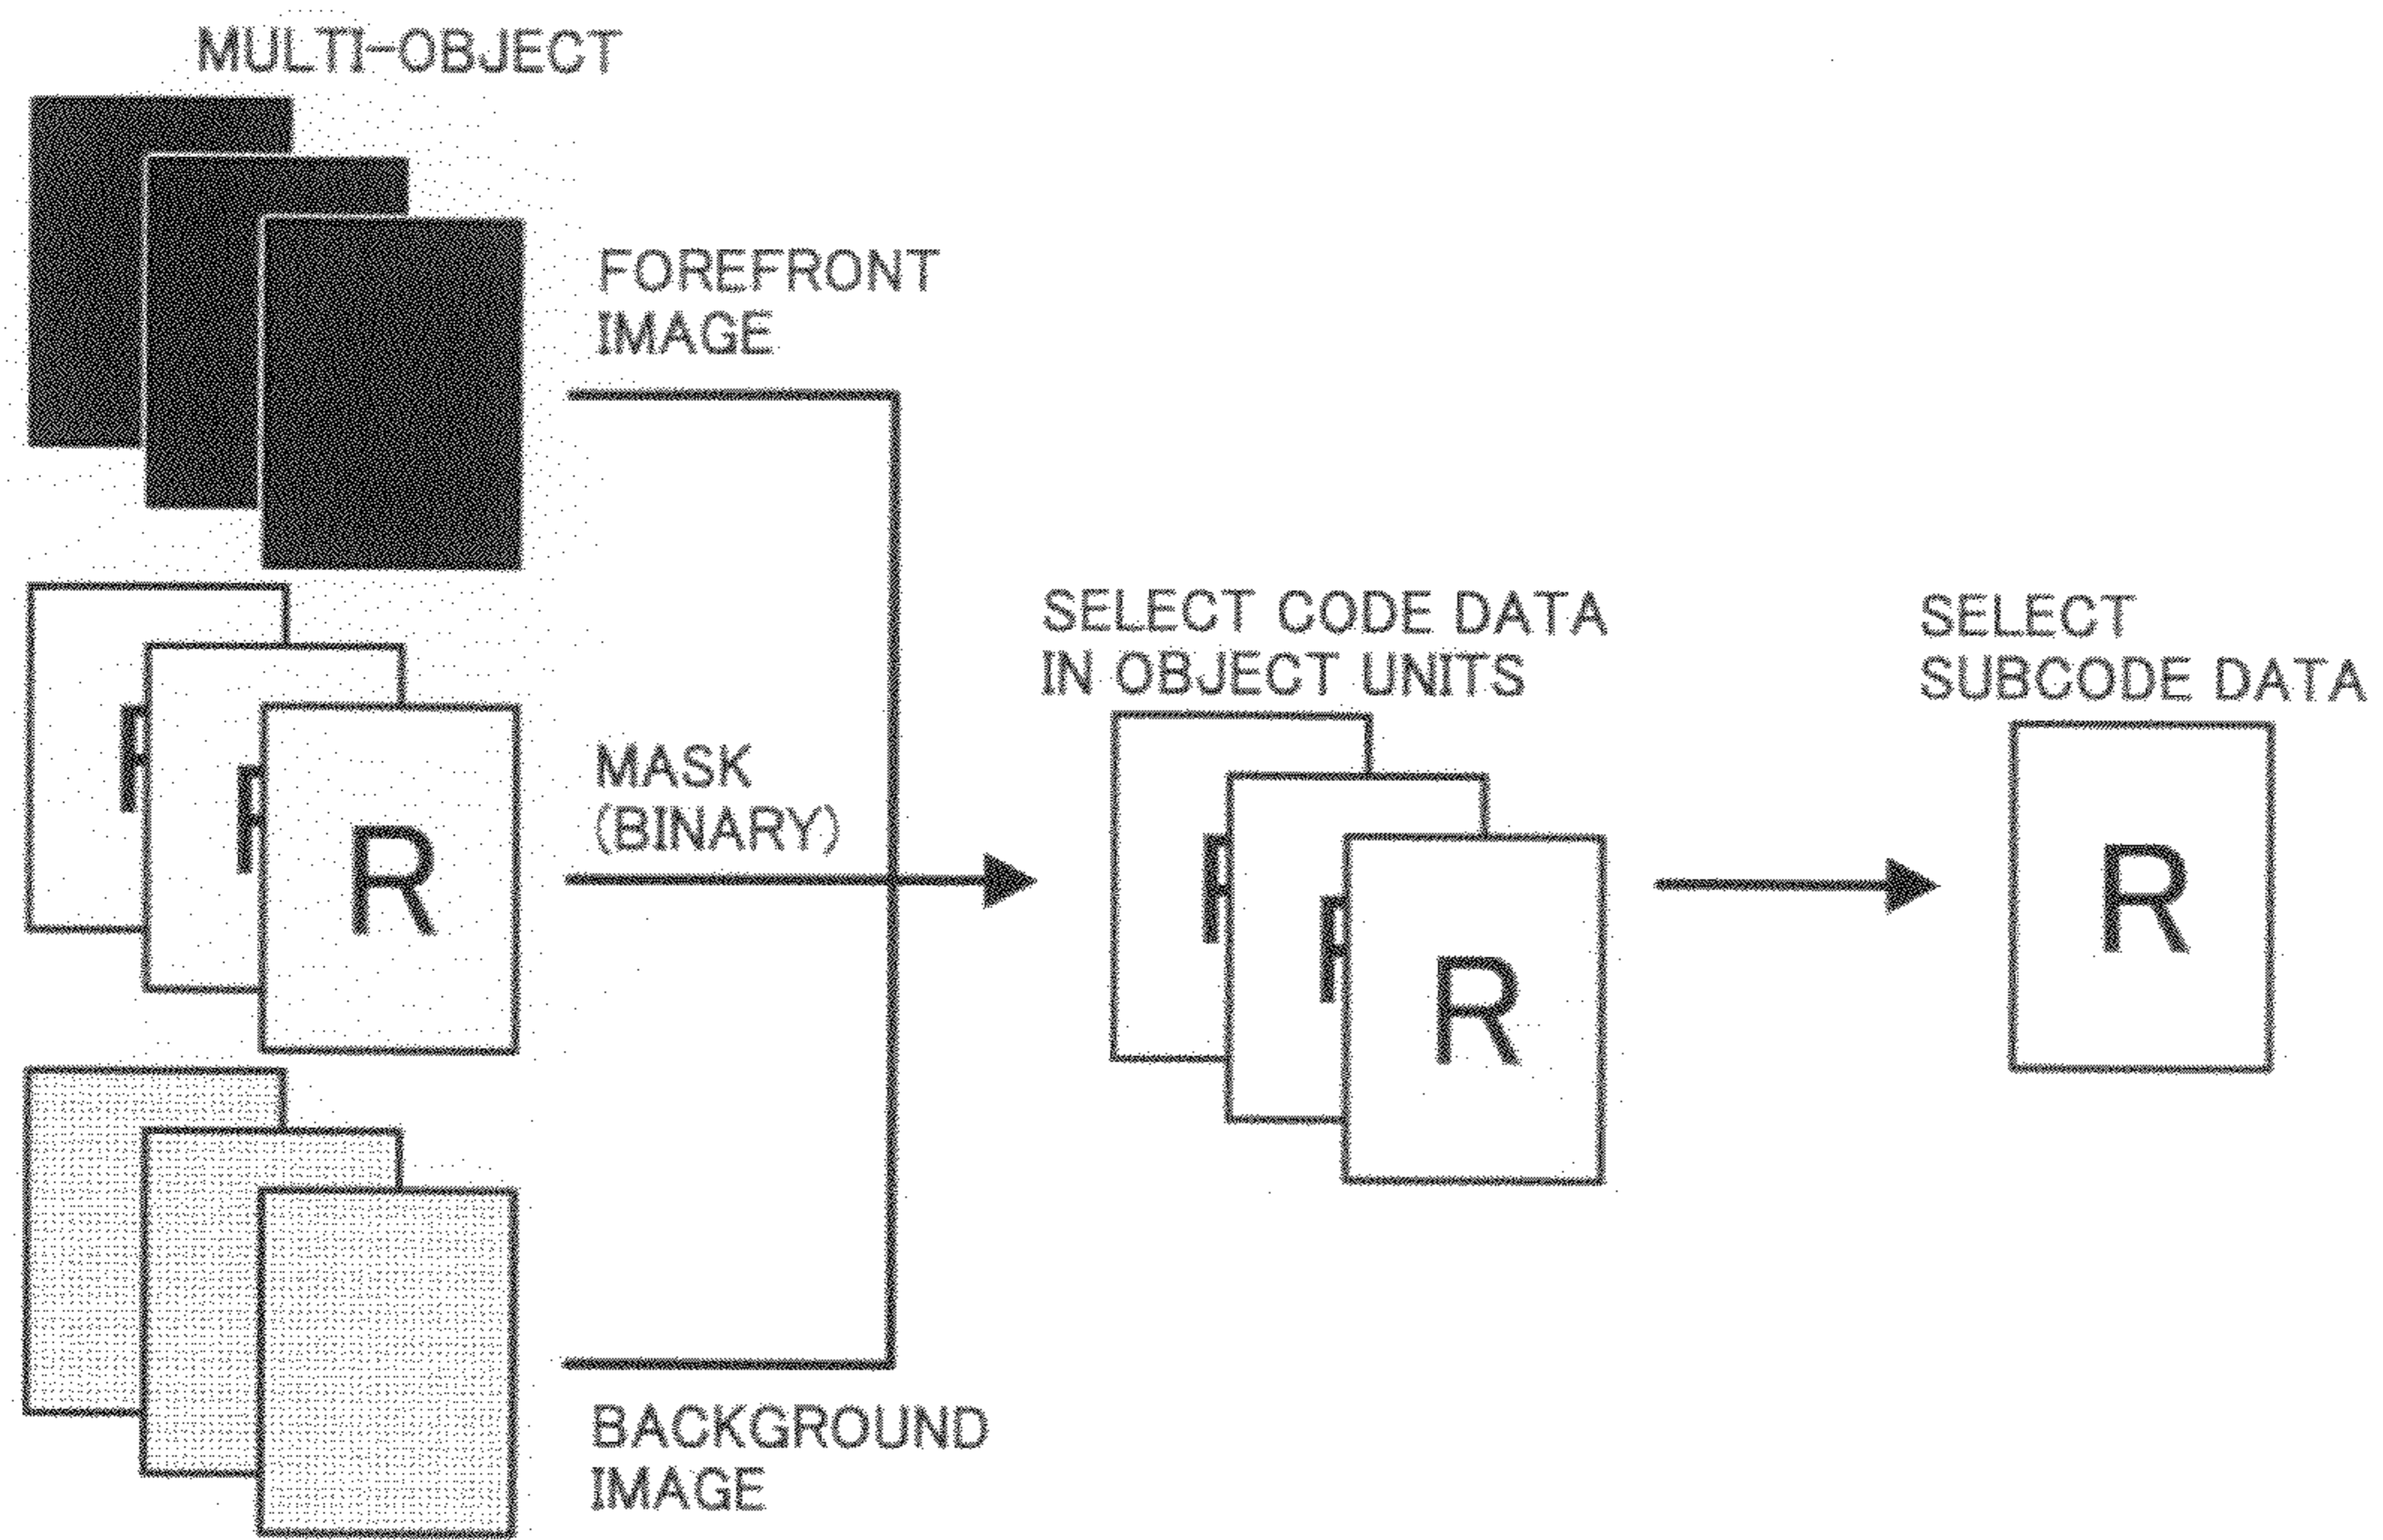 MULTI-OBJECT
FOREFRONT
IMAGE
R
R
R
MASK
(BINARY)
SELECT CODE DATA
IN OBJECT UNITS
R
R
R
SELECT
SUBCODE DATA
R
BACKGROUND
IMAGE